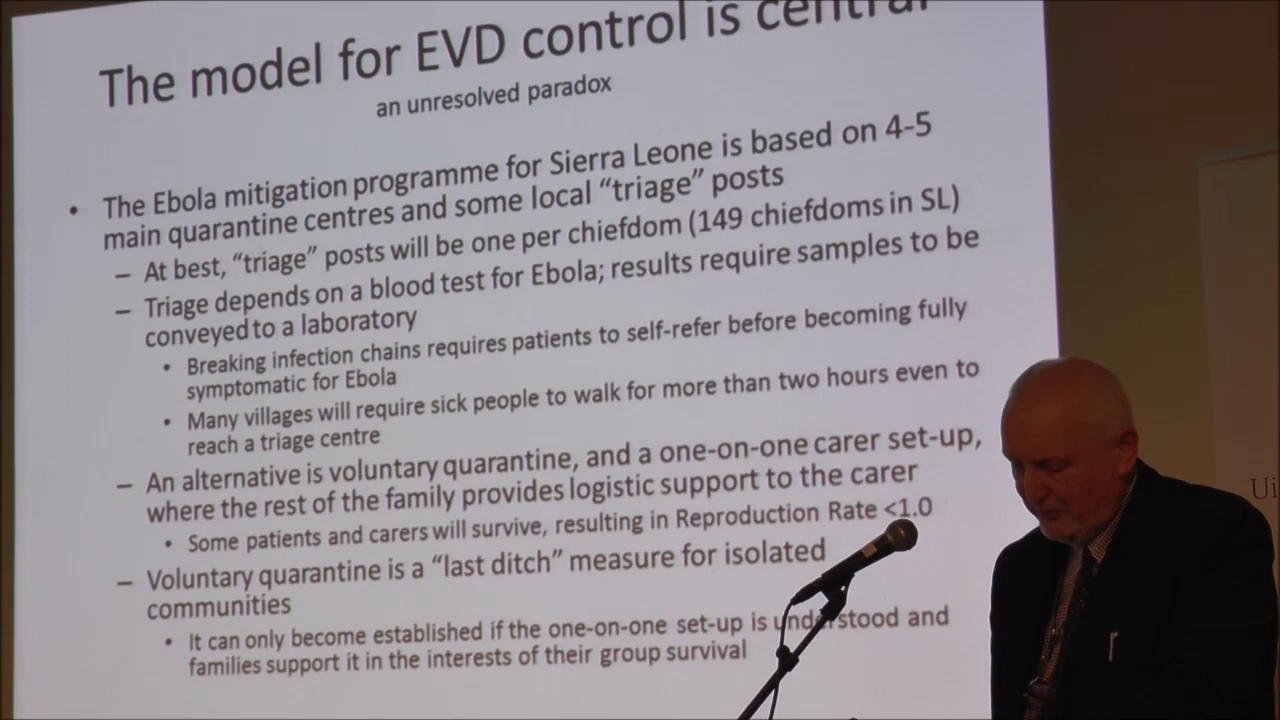 The model for EVD control is central
an unresolved paradox
• The Ebola mitigation programme for Sierra Leone is based on 4-5
main quarantine centres and some local “triage” posts
– At best, “triage” posts will be one per chiefdom (149 chiefdoms in SL)
– Triage depends on a blood test for Ebola; results require samples to be
conveyed to a laboratory
• Breaking infection chains requires patients to self-refer before becoming fully
symptomatic for Ebola
• Many villages will require sick people to walk for more than two hours even to
reach a triage centre
– An alternative is voluntary quarantine, and a one-on-one carer set-up,
where the rest of the family provides logistic support to the carer
• Some patients and carers will survive, resulting in Reproduction Rate <1.0
– Voluntary quarantine is a “last ditch” measure for isolated
communities
• It can only become established if the one-on-one set-up is understood and
families support it in the interests of their group survival
Ui